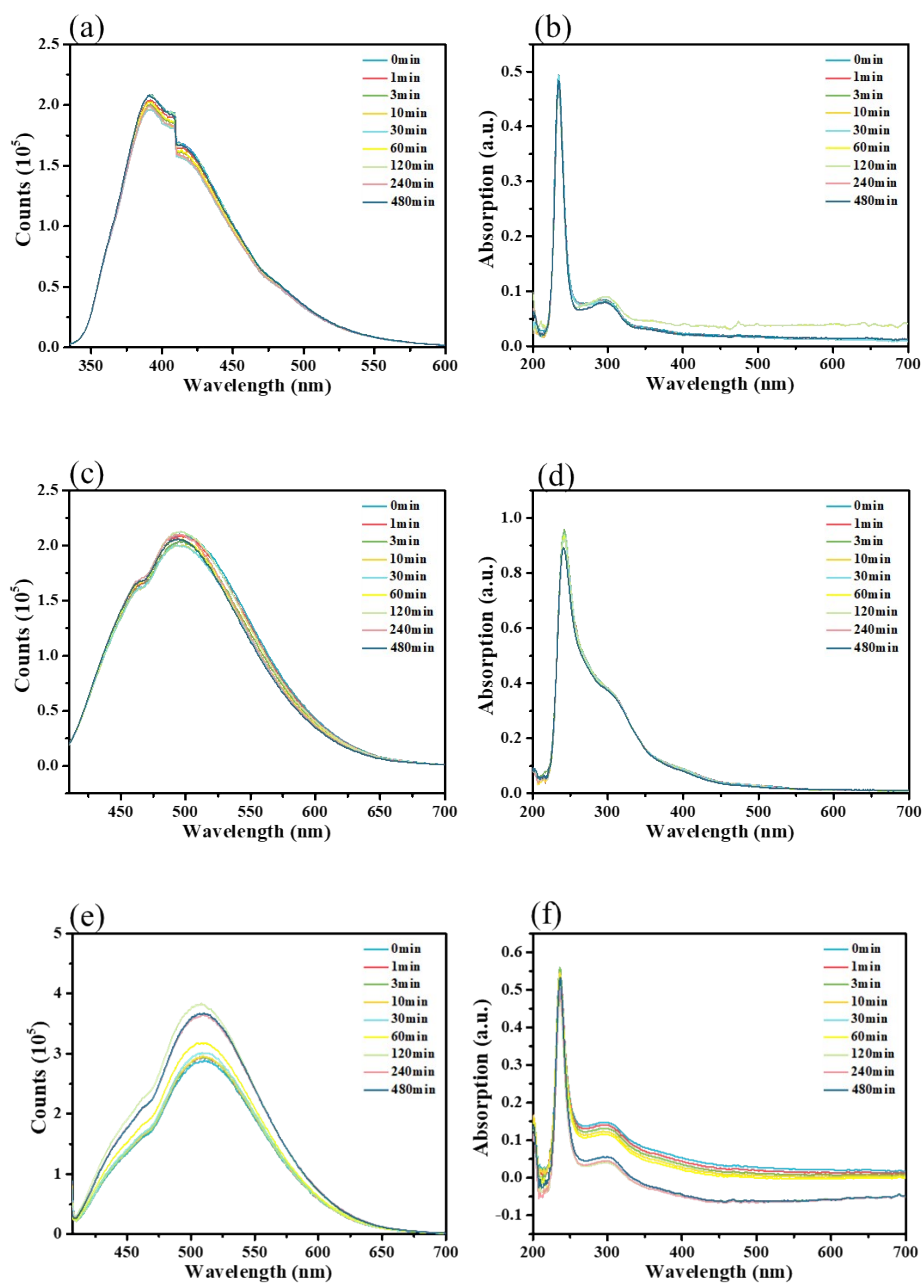 (a)
2.5
2.0
1.5
1.0
0.5
0.0
Counts (10⁵)
350 400 450 500 550 600
Wavelength (nm)
0min
1min
3min
10min
30min
60min
120min
240min
480min
(b)
0.5
0.4
0.3
0.2
0.1
0.0
Absorption (a.u.)
200 300 400 500 600 700
Wavelength (nm)
0min
1min
3min
10min
30min
60min
120min
240min
480min
(c)
2.5
2.0
1.5
1.0
0.5
0.0
Counts (10⁵)
450 500 550 600 650 700
Wavelength (nm)
0min
1min
3min
10min
30min
60min
120min
240min
480min
(d)
1.0
0.8
0.6
0.4
0.2
0.0
Absorption (a.u.)
200 300 400 500 600 700
Wavelength (nm)
0min
1min
3min
10min
30min
60min
120min
240min
480min
(e)
5
4
3
2
1
0
Counts (10⁵)
450 500 550 600 650 700
Wavelength (nm)
0min
1min
3min
10min
30min
60min
120min
240min
480min
(f)
0.6
0.5
0.4
0.3
0.2
0.1
0.0
-0.1
Absorption (a.u.)
200 300 400 500 600 700
Wavelength (nm)
0min
1min
3min
10min
30min
60min
120min
240min
480min